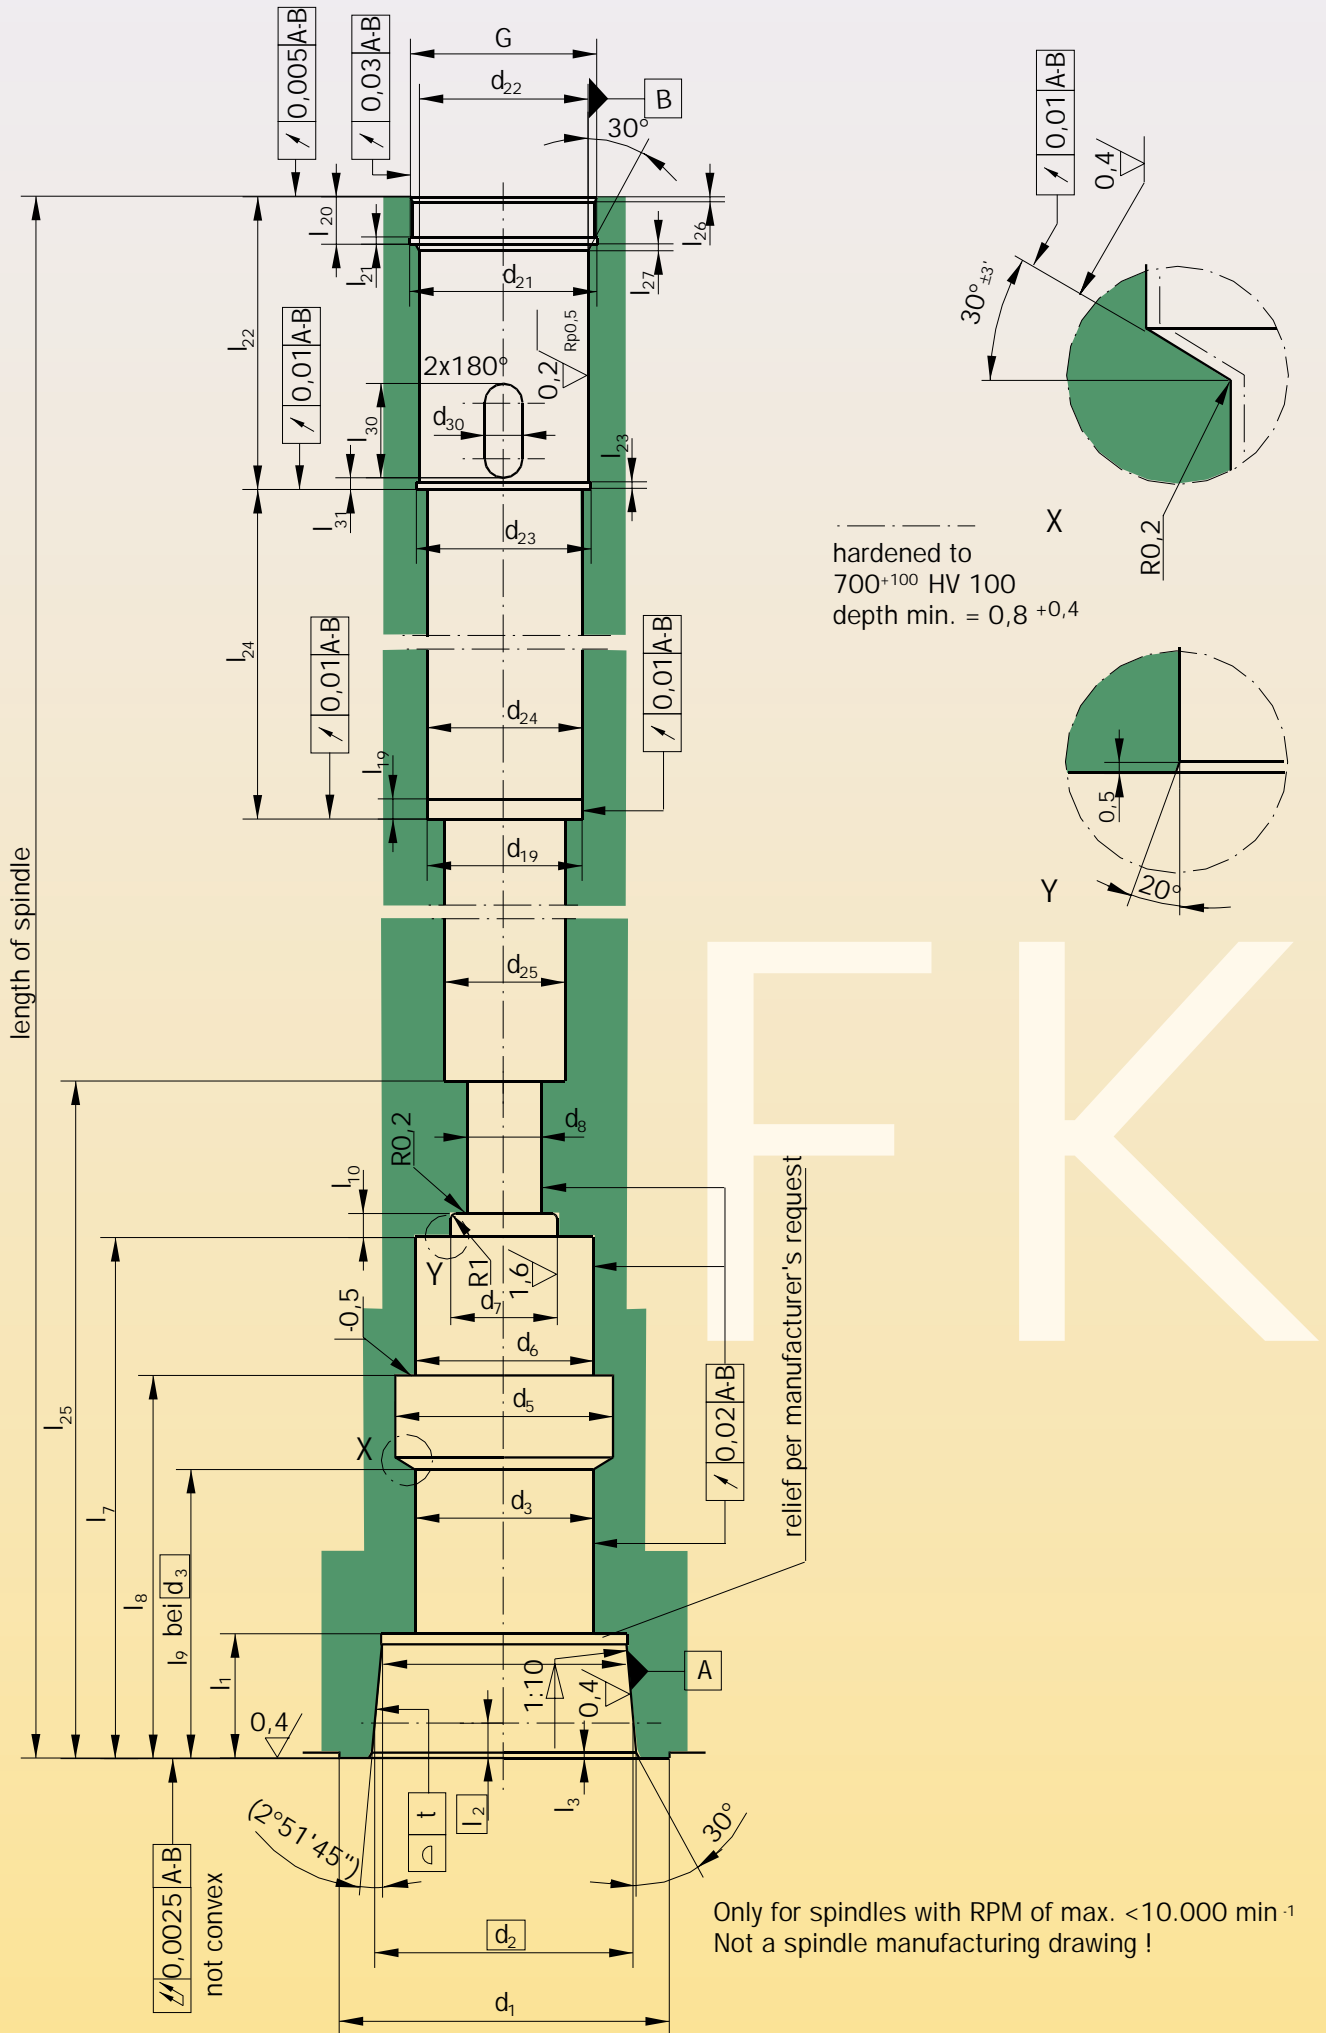 0,005 A-B
0,03 A-B
G
d22
B
30°
l20
l21
l26
l27
d21
l22
0,01 A-B
2x180°
0,2
Rp0,5
l30
d30
l23
l31
d23
0,01 A-B
0,4
30° ±3'
X
R0,2
hardened to
700+100 HV 100
depth min. = 0,8 +0,4
l24
0,01 A-B
0,01 A-B
d24
l19
d19
0,5
Y
20°
length of spindle
d25
FK
R0,2
d8
l10
Y
R1
1,6
d7
-0,5
d6
d5
X
d3
l25
l7
l8
l9 bei d3
l1
0,02 A-B
relief per manufacturer's request
1:10
0,4
A
0,4
l2
l3
t
(2°51'45")
30°
0,0025 A-B
not convex
d2
d1
Only for spindles with RPM of max. <10.000 min -1
Not a spindle manufacturing drawing !